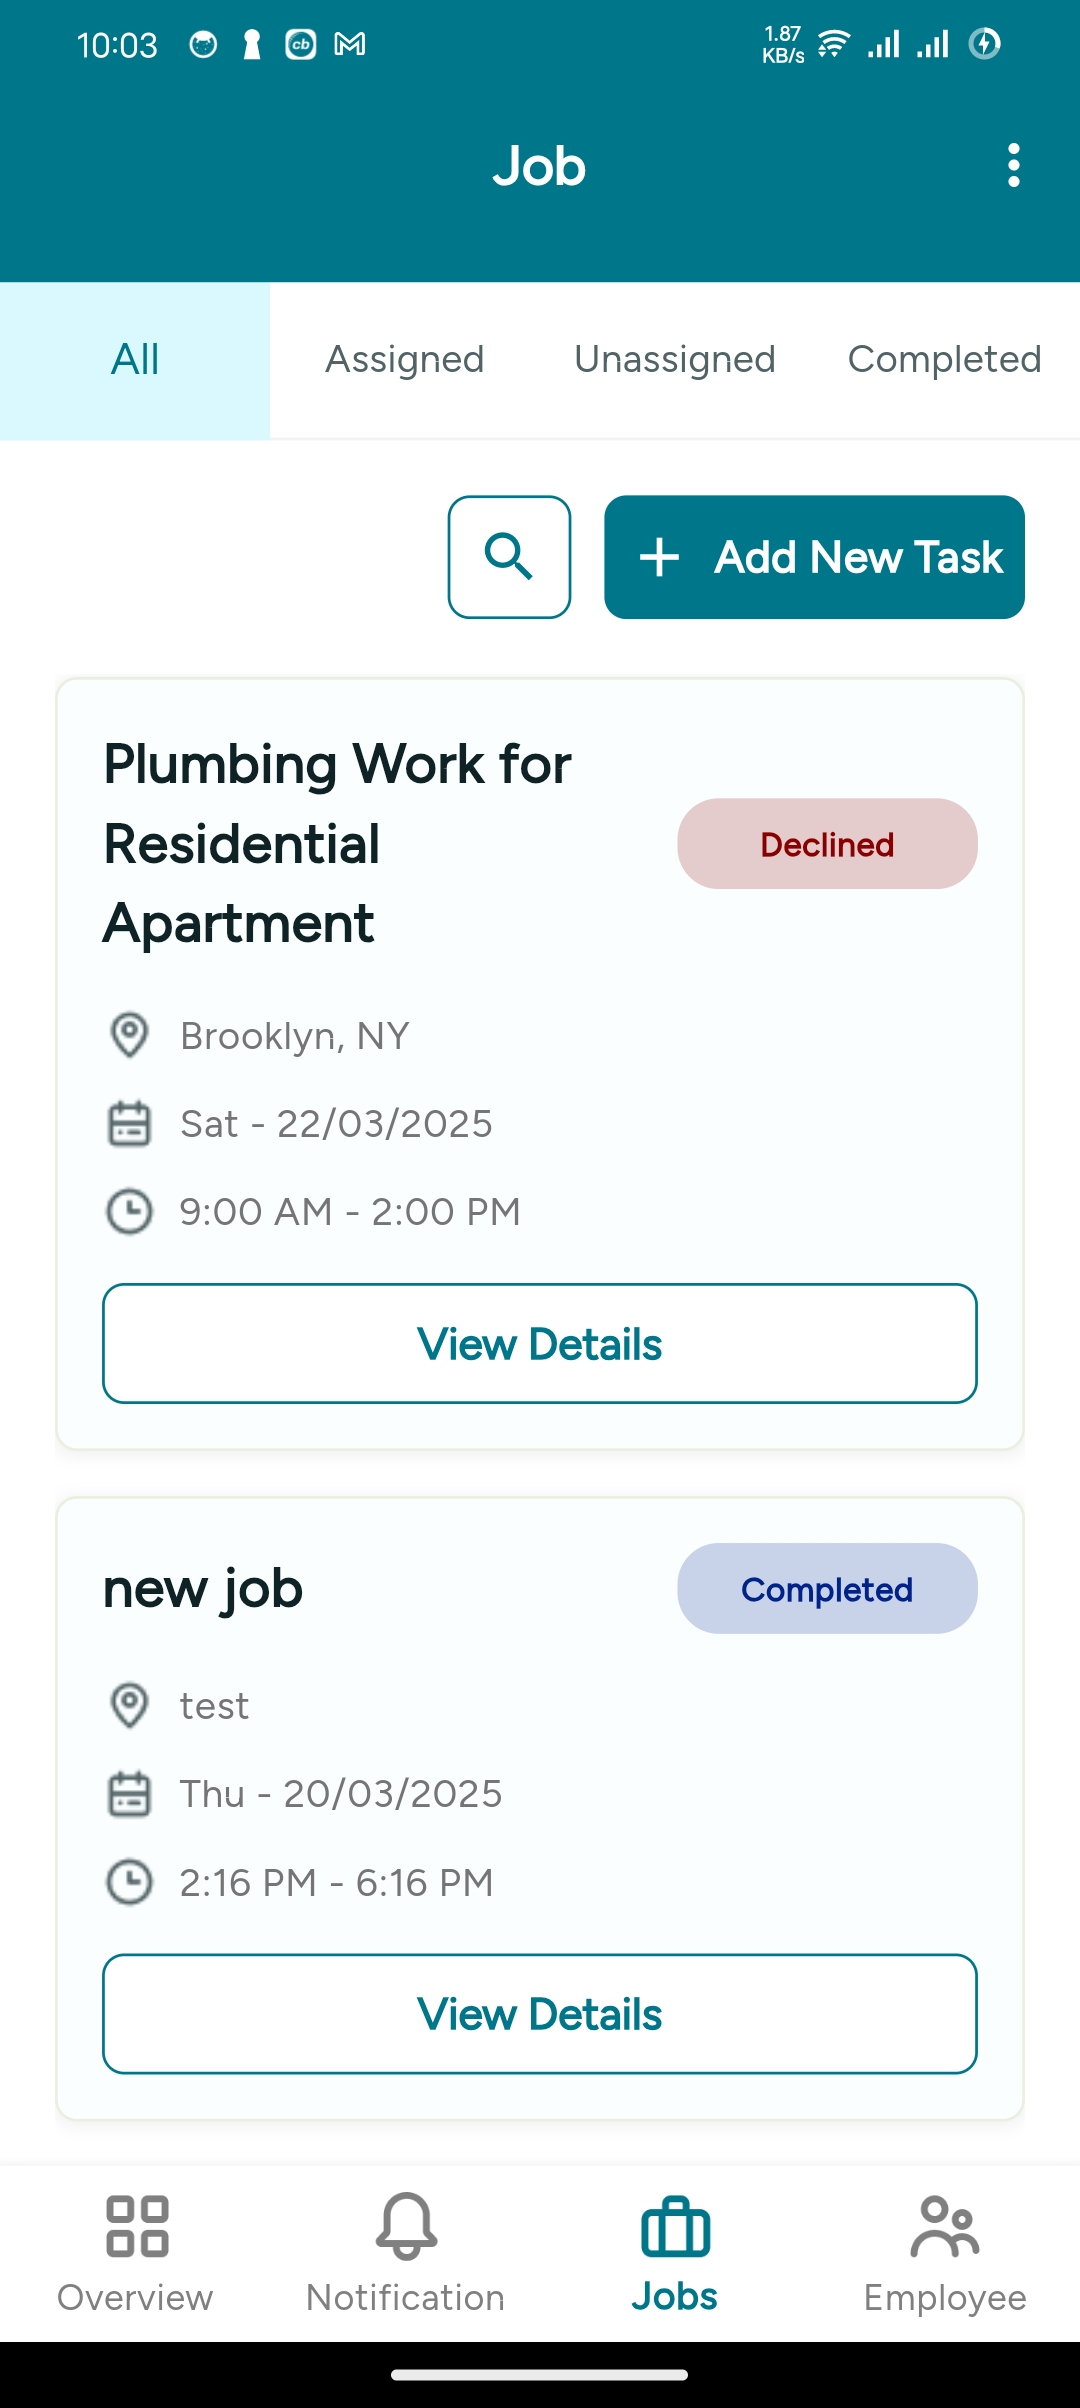 10:03
cb
1.87
KB/s
Job
All
Assigned
Unassigned
Completed
Add New Task
Plumbing Work for
Residential
Apartment
Declined
Brooklyn, NY
Sat - 22/03/2025
9:00 AM - 2:00 PM
View Details
new job
Completed
test
Thu - 20/03/2025
2:16 PM - 6:16 PM
View Details
Overview
Notification
Jobs
Employee